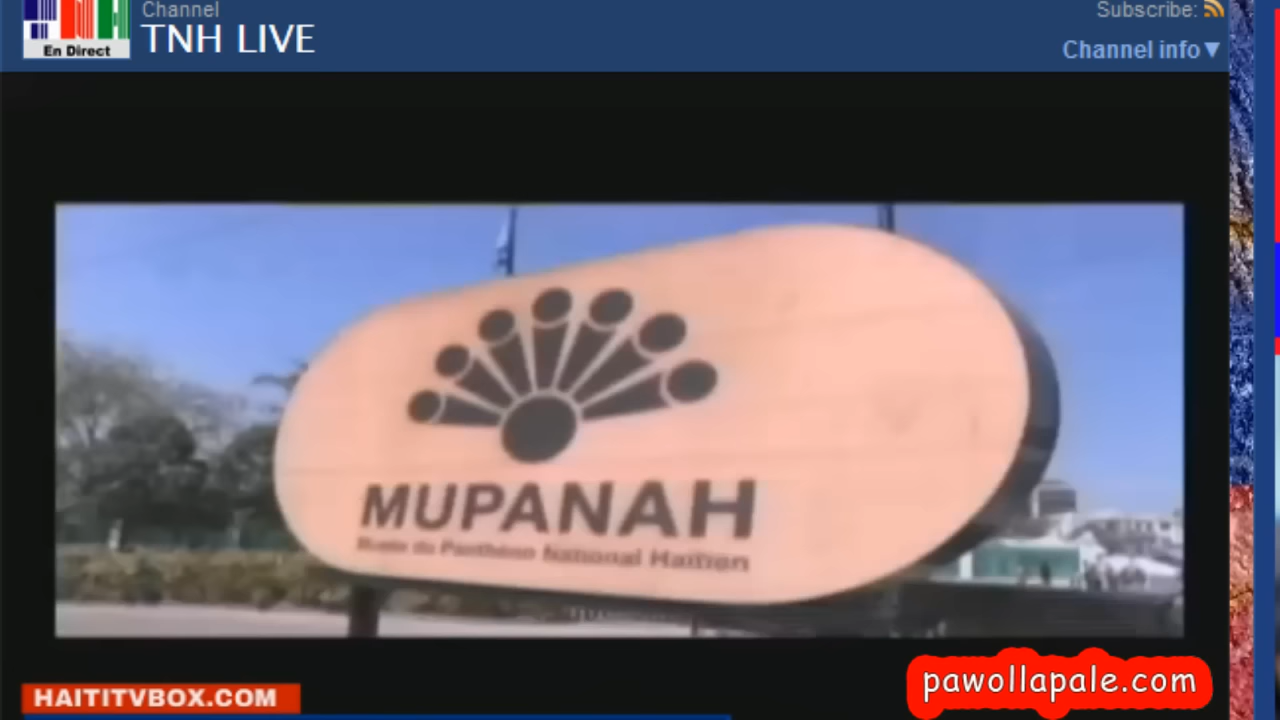 Channel
TNH LIVE
En Direct
Subscribe:
Channel info▼
MUPANAH
Musée du Panthéon National Haïtien
HAITITVBOX.COM
pawollapale.com